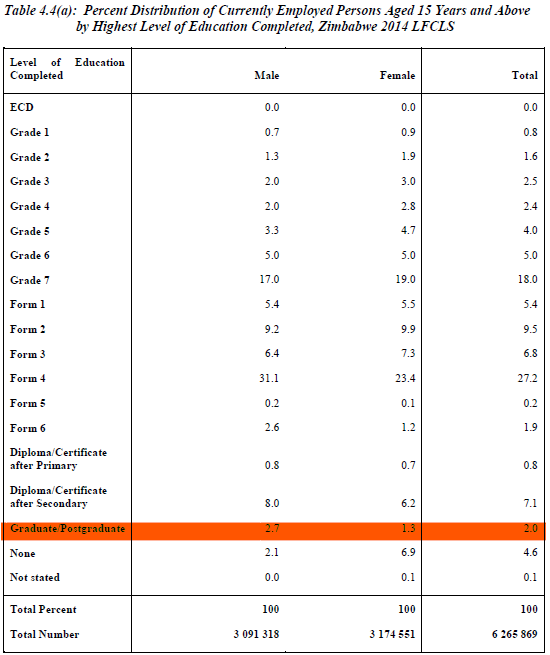 Table 4.4(a): Percent Distribution of Currently Employed Persons Aged 15 Years and Above
by Highest Level of Education Completed, Zimbabwe 2014 LFCLS
Level of Education
Completed Male Female Total
ECD 0.0 0.0 0.0
Grade 1 0.7 0.9 0.8
Grade 2 1.3 1.9 1.6
Grade 3 2.0 3.0 2.5
Grade 4 2.0 2.8 2.4
Grade 5 3.3 4.7 4.0
Grade 6 5.0 5.0 5.0
Grade 7 17.0 19.0 18.0
Form 1 5.4 5.5 5.4
Form 2 9.2 9.9 9.5
Form 3 6.4 7.3 6.8
Form 4 31.1 23.4 27.2
Form 5 0.2 0.1 0.2
Form 6 2.6 1.2 1.9
Diploma/Certificate
after Primary 0.8 0.7 0.8
Diploma/Certificate
after Secondary 8.0 6.2 7.1
Graduate/Postgraduate 2.7 1.3 2.0
None 2.1 6.9 4.6
Not stated 0.0 0.1 0.1
Total Percent 100 100 100
Total Number 3 091 318 3 174 551 6 265 869